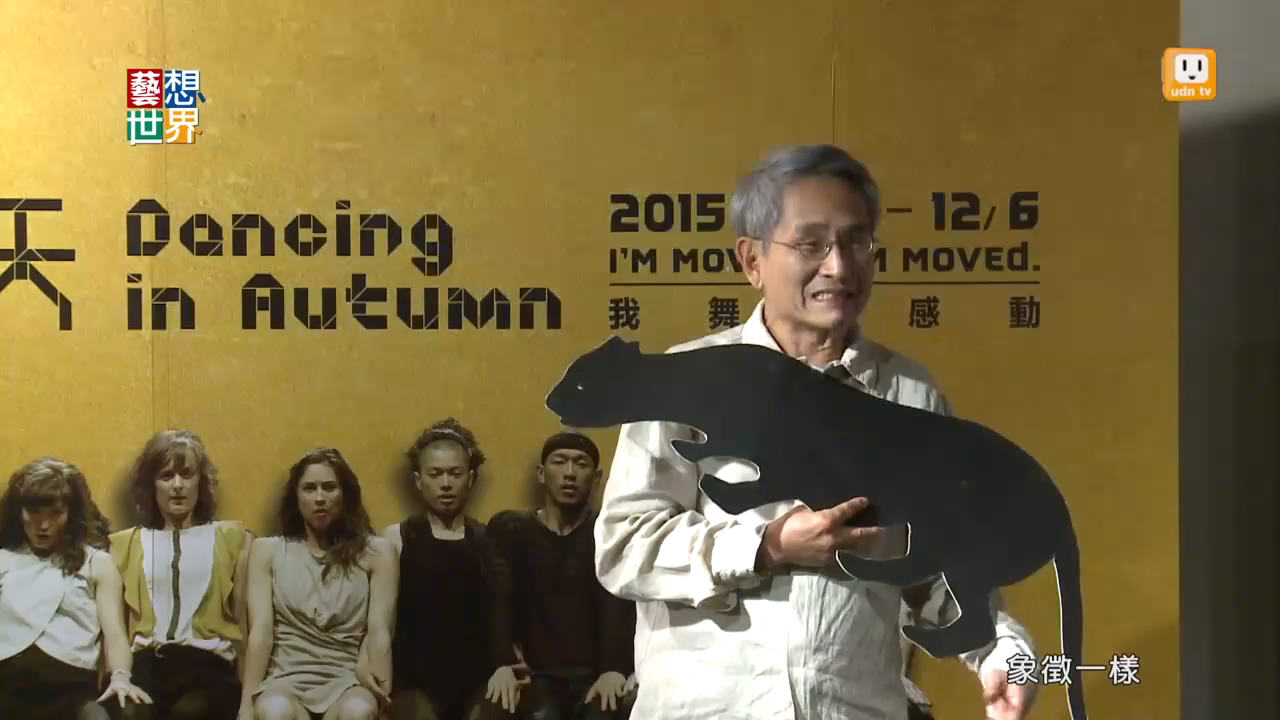 藝想
世界
udn tv
天
Dancing
in Autumn
2015 – 12/6
I'M MOV M MOVED.
我 舞 感 動
象徵一樣